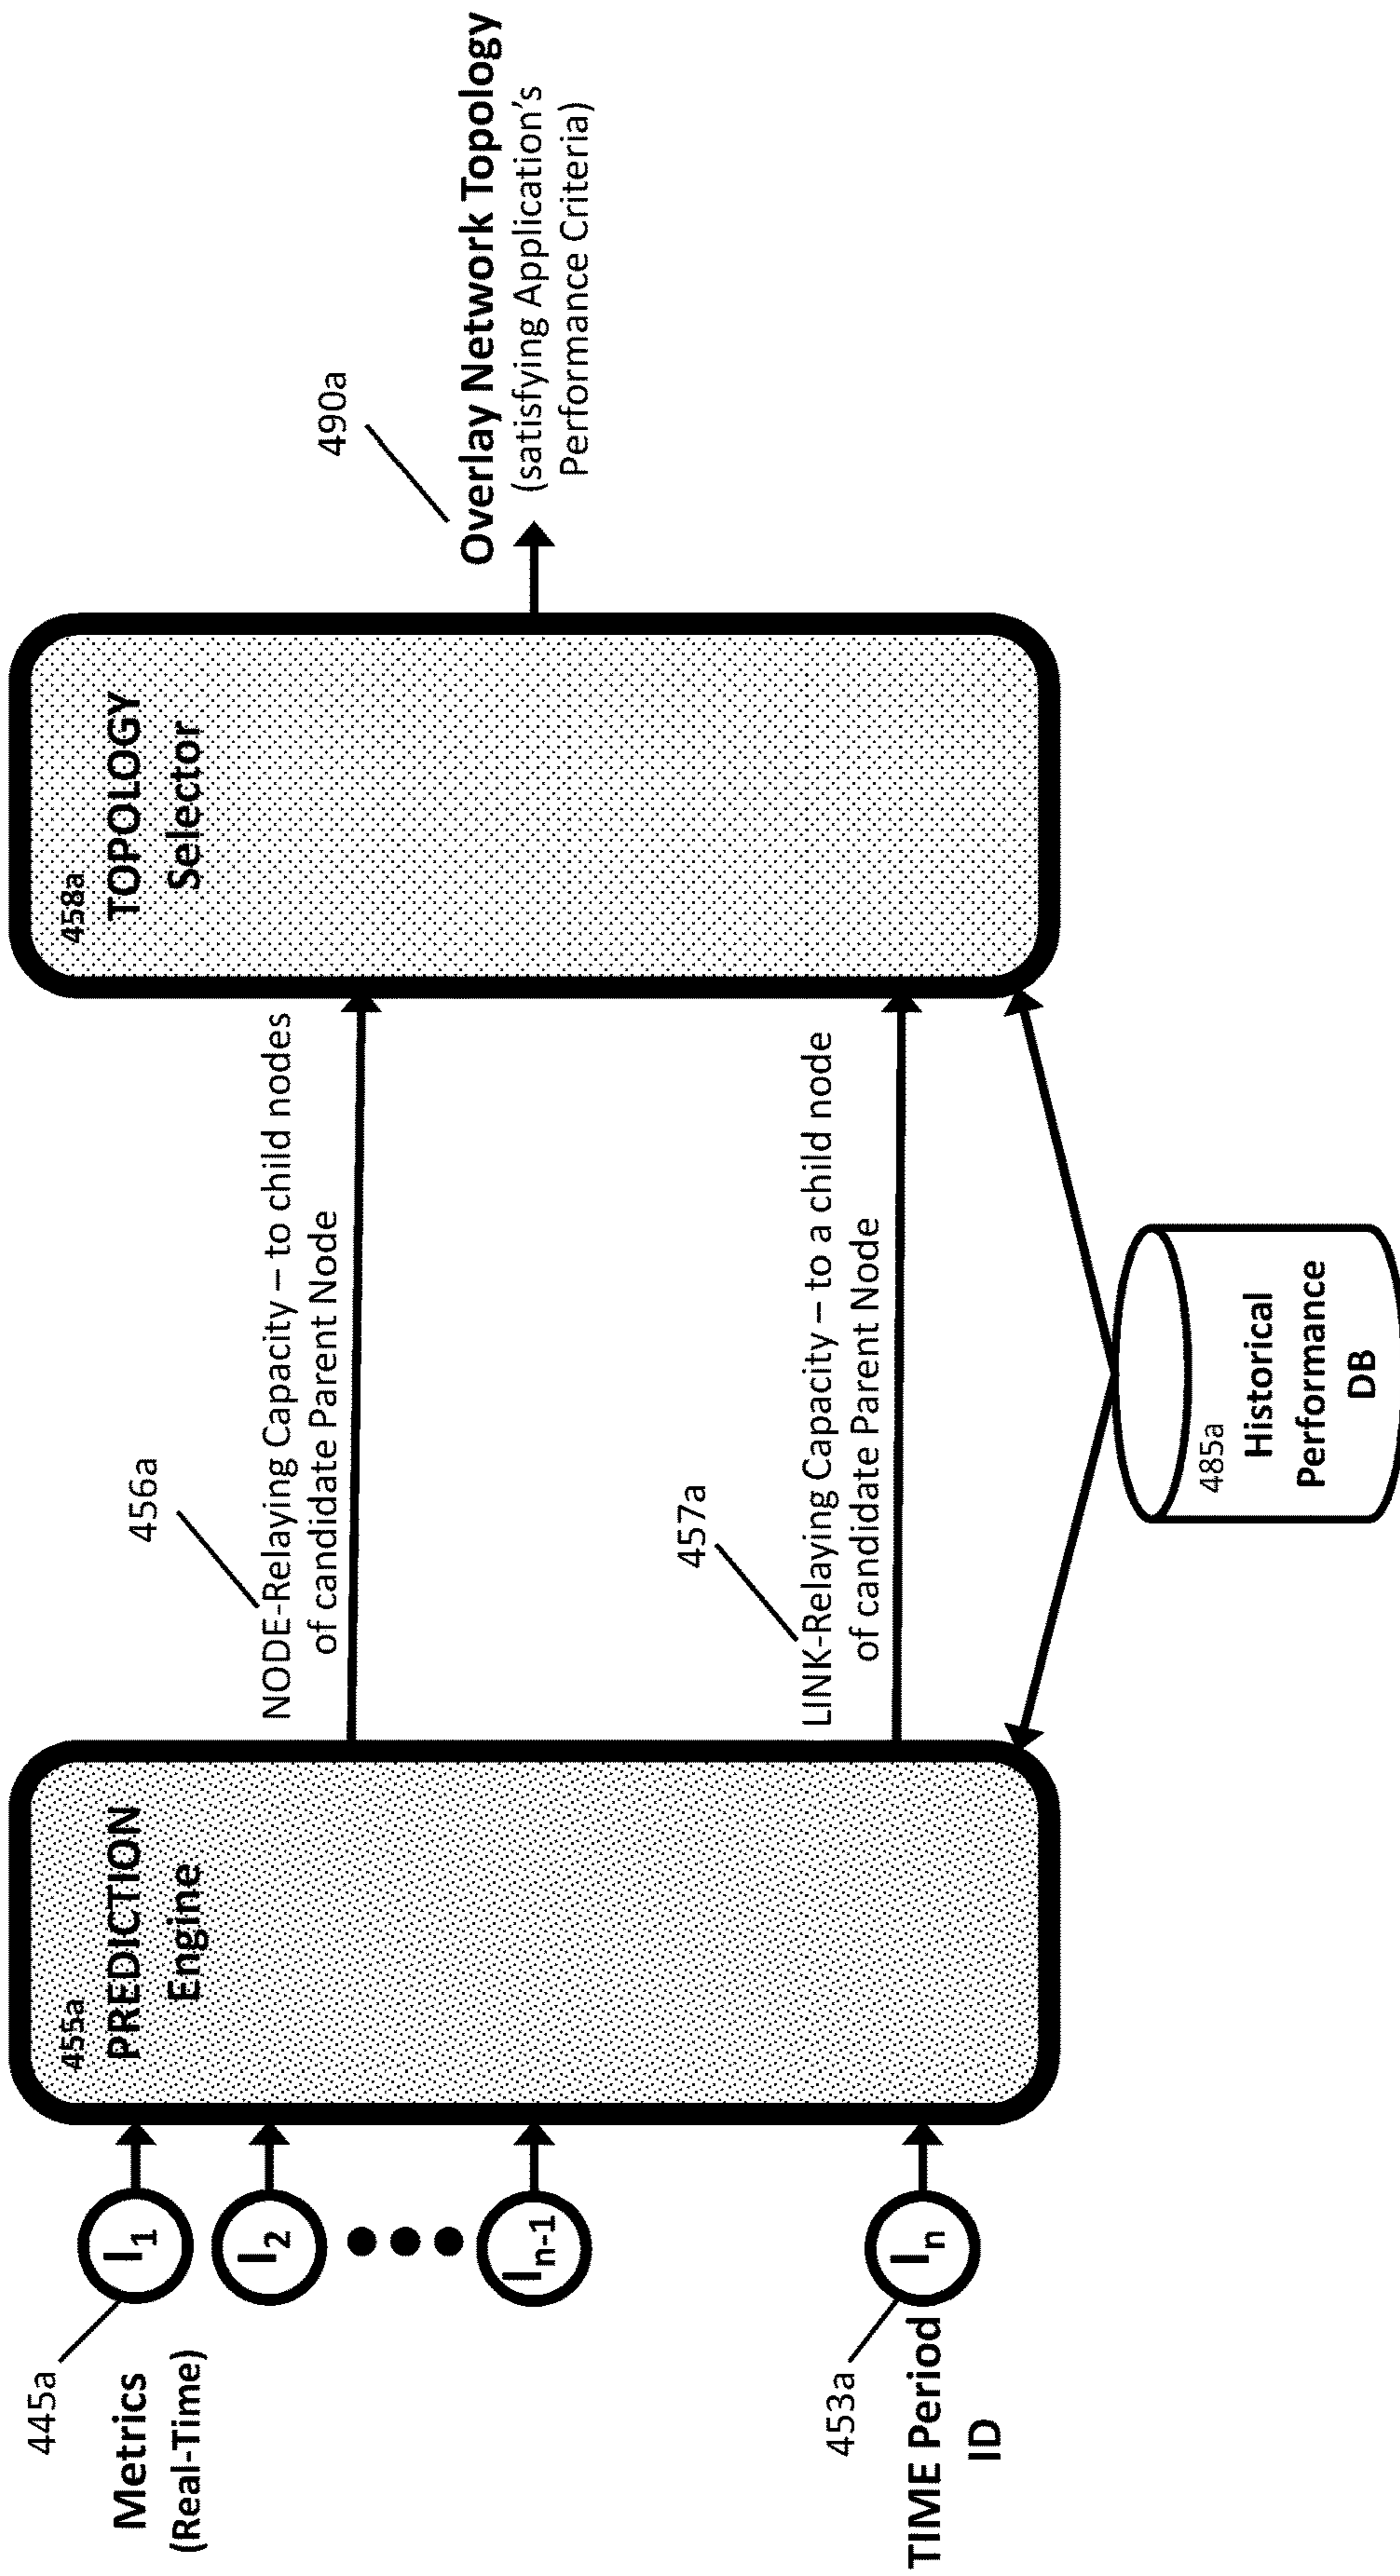 445a
Metrics
(Real-Time)
I1
I2
In-1
453a
TIME Period
ID
In
455a
PREDICTION
Engine
456a
NODE-Relaying Capacity – to child nodes
of candidate Parent Node
457a
LINK-Relaying Capacity – to a child node
of candidate Parent Node
485a
Historical
Performance
DB
458a
TOPOLOGY
Selector
490a
Overlay Network Topology
(satisfying Application's
Performance Criteria)